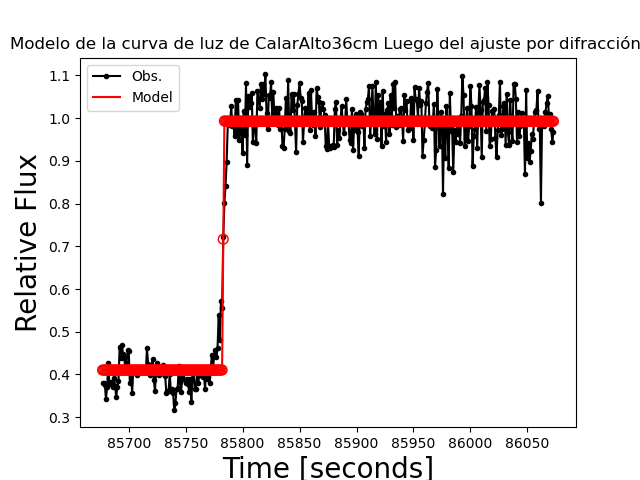 Modelo de la curva de luz de CalarAlto36cm Luego del ajuste por difracción
Obs.
Model
Relative Flux
1.1
1.0
0.9
0.8
0.7
0.6
0.5
0.4
0.3
85700 85750 85800 85850 85900 85950 86000 86050
Time [seconds]